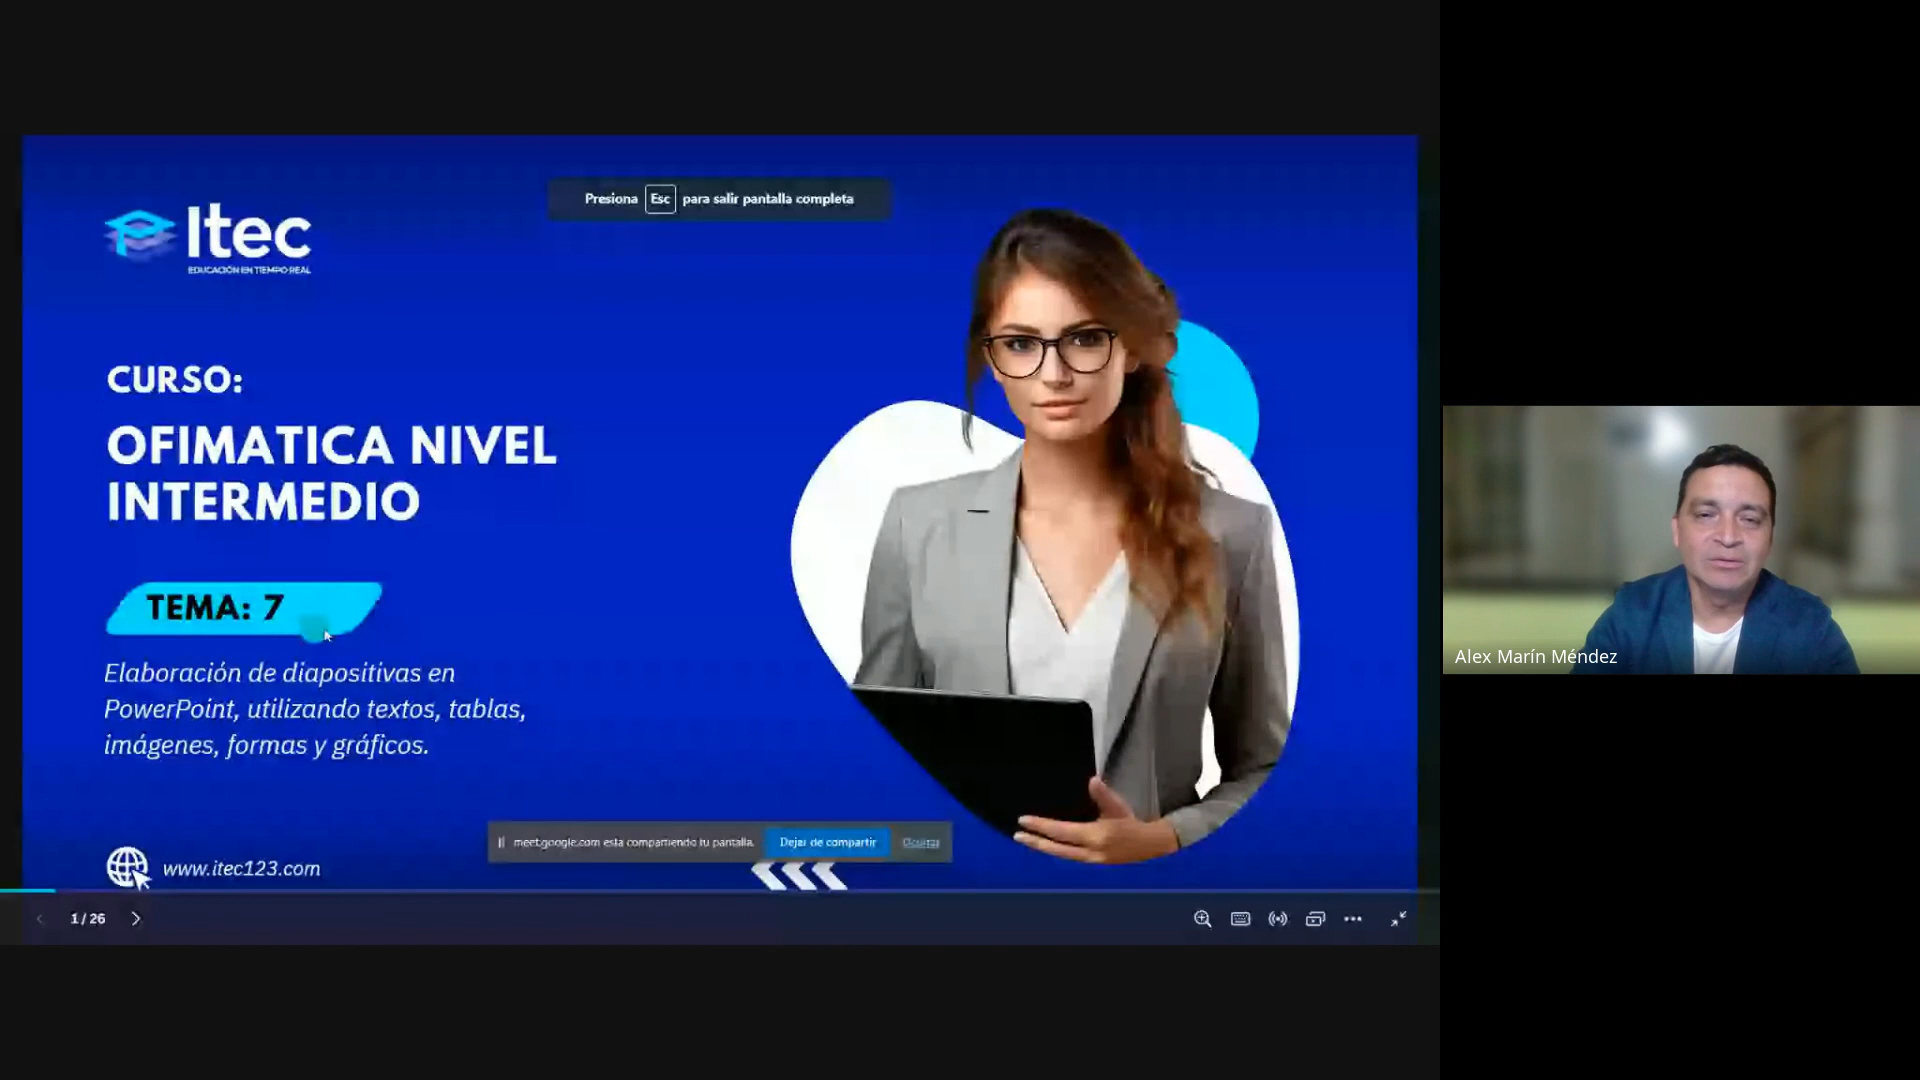 Presiona Esc para salir pantalla completa
Itec
EDUCACIÓN EN TIEMPO REAL
CURSO:
OFIMATICA NIVEL
INTERMEDIO
TEMA: 7
Elaboración de diapositivas en
PowerPoint, utilizando textos, tablas,
imágenes, formas y gráficos.
meet.google.com está compartiendo tu pantalla. Dejar de compartir Ocultar
www.itec123.com
1 / 26
Alex Marín Méndez